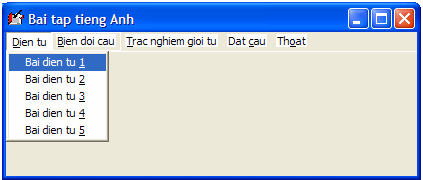 Bai tap tieng Anh
Dien tu Bien doi cau Trac nghiem gioi tu Dat cau Thoat
Bai dien tu 1
Bai dien tu 2
Bai dien tu 3
Bai dien tu 4
Bai dien tu 5